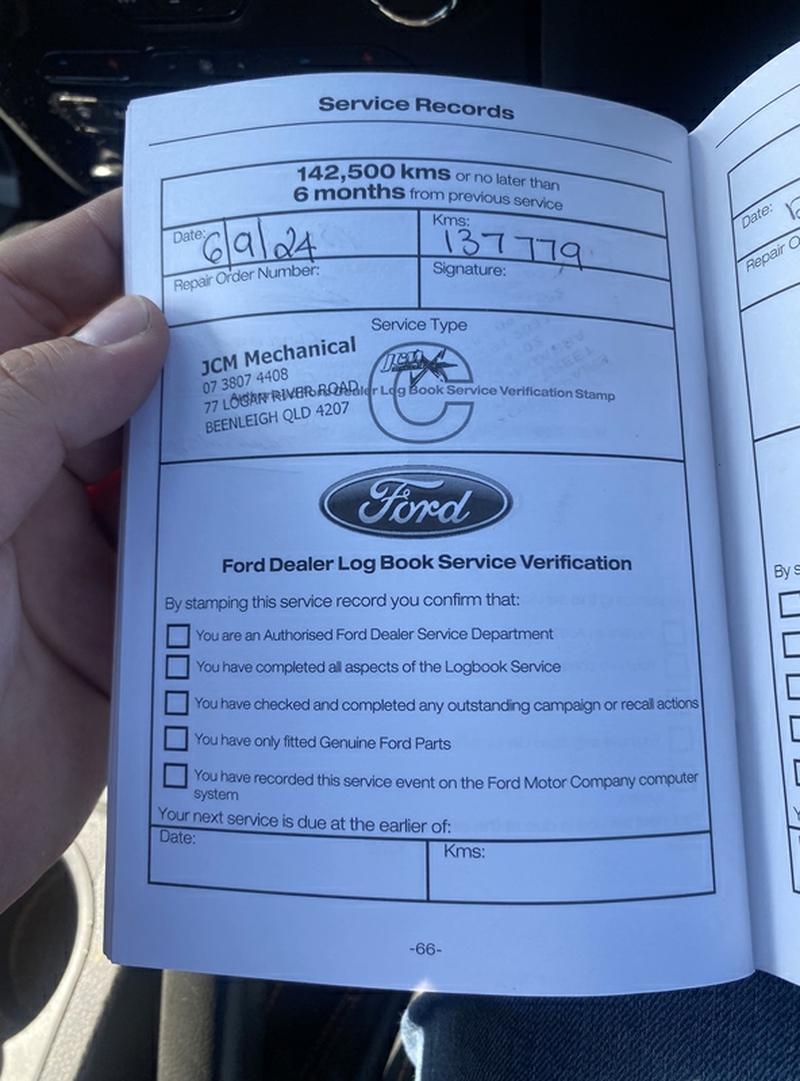 Service Records
142,500 kms or no later than
6 months from previous service
Date: 6/9/24
Kms: 137779
Repair Order Number:
Signature:
Service Type
JCM Mechanical
07 3807 4408
77 LOGAN RIVER ROAD
BEENLEIGH QLD 4207
JCM
C
Authorised Ford Dealer Log Book Service Verification Stamp
Ford
Ford Dealer Log Book Service Verification
By stamping this service record you confirm that:
You are an Authorised Ford Dealer Service Department
You have completed all aspects of the Logbook Service
You have checked and completed any outstanding campaign or recall actions
You have only fitted Genuine Ford Parts
You have recorded this service event on the Ford Motor Company computer
system
Your next service is due at the earlier of:
Date:
Kms:
-66-
Date:
Repair O
By s